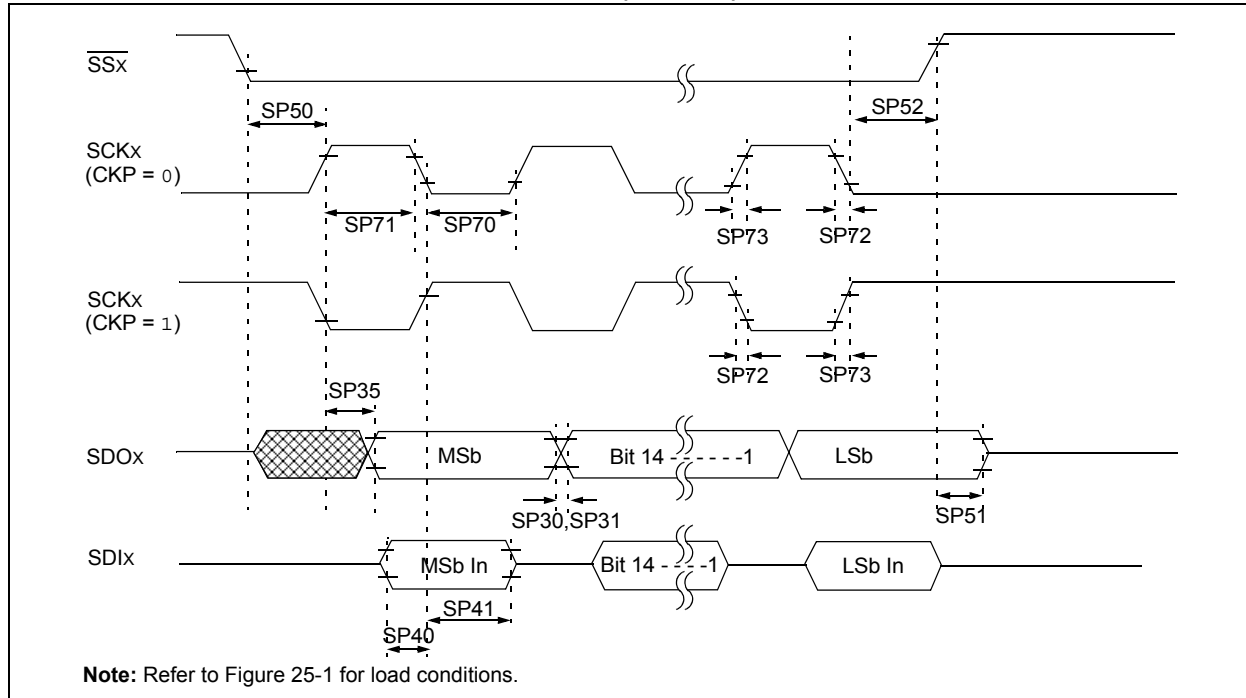 SSx
SP50
SP52
SCKx
(CKP = 0)
SP71
SP70
SP73
SP72
SCKx
(CKP = 1)
SP72
SP73
SP35
SDOx
MSb
Bit 14 - - - - - -1
LSb
SP30,SP31
SP51
SDIx
MSb In
Bit 14 - - - -1
LSb In
SP41
SP40
Note: Refer to Figure 25-1 for load conditions.